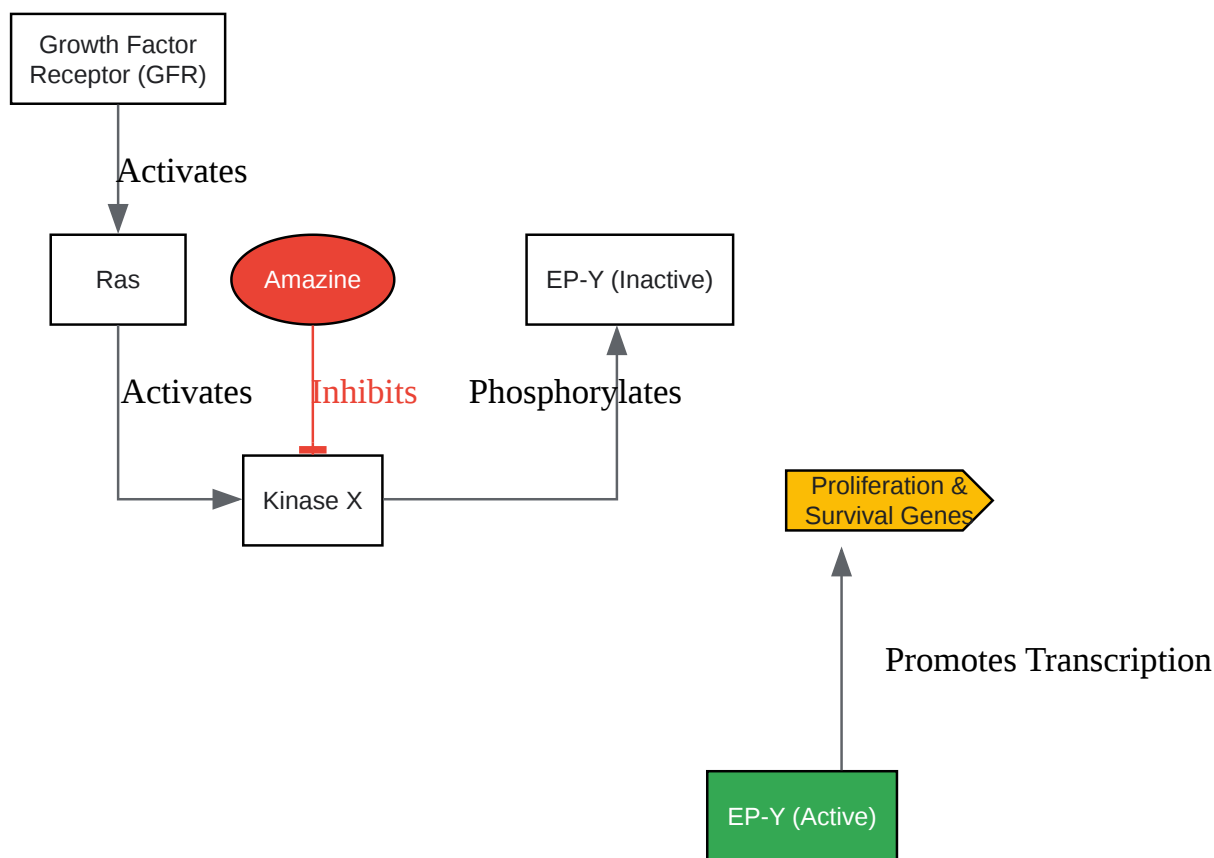 Growth Factor
Receptor (GFR)
Activates
Ras
Amazine
EP-Y (Inactive)
Activates
Inhibits
Phosphorylates
Kinase X
Proliferation &
Survival Genes
Promotes Transcription
EP-Y (Active)